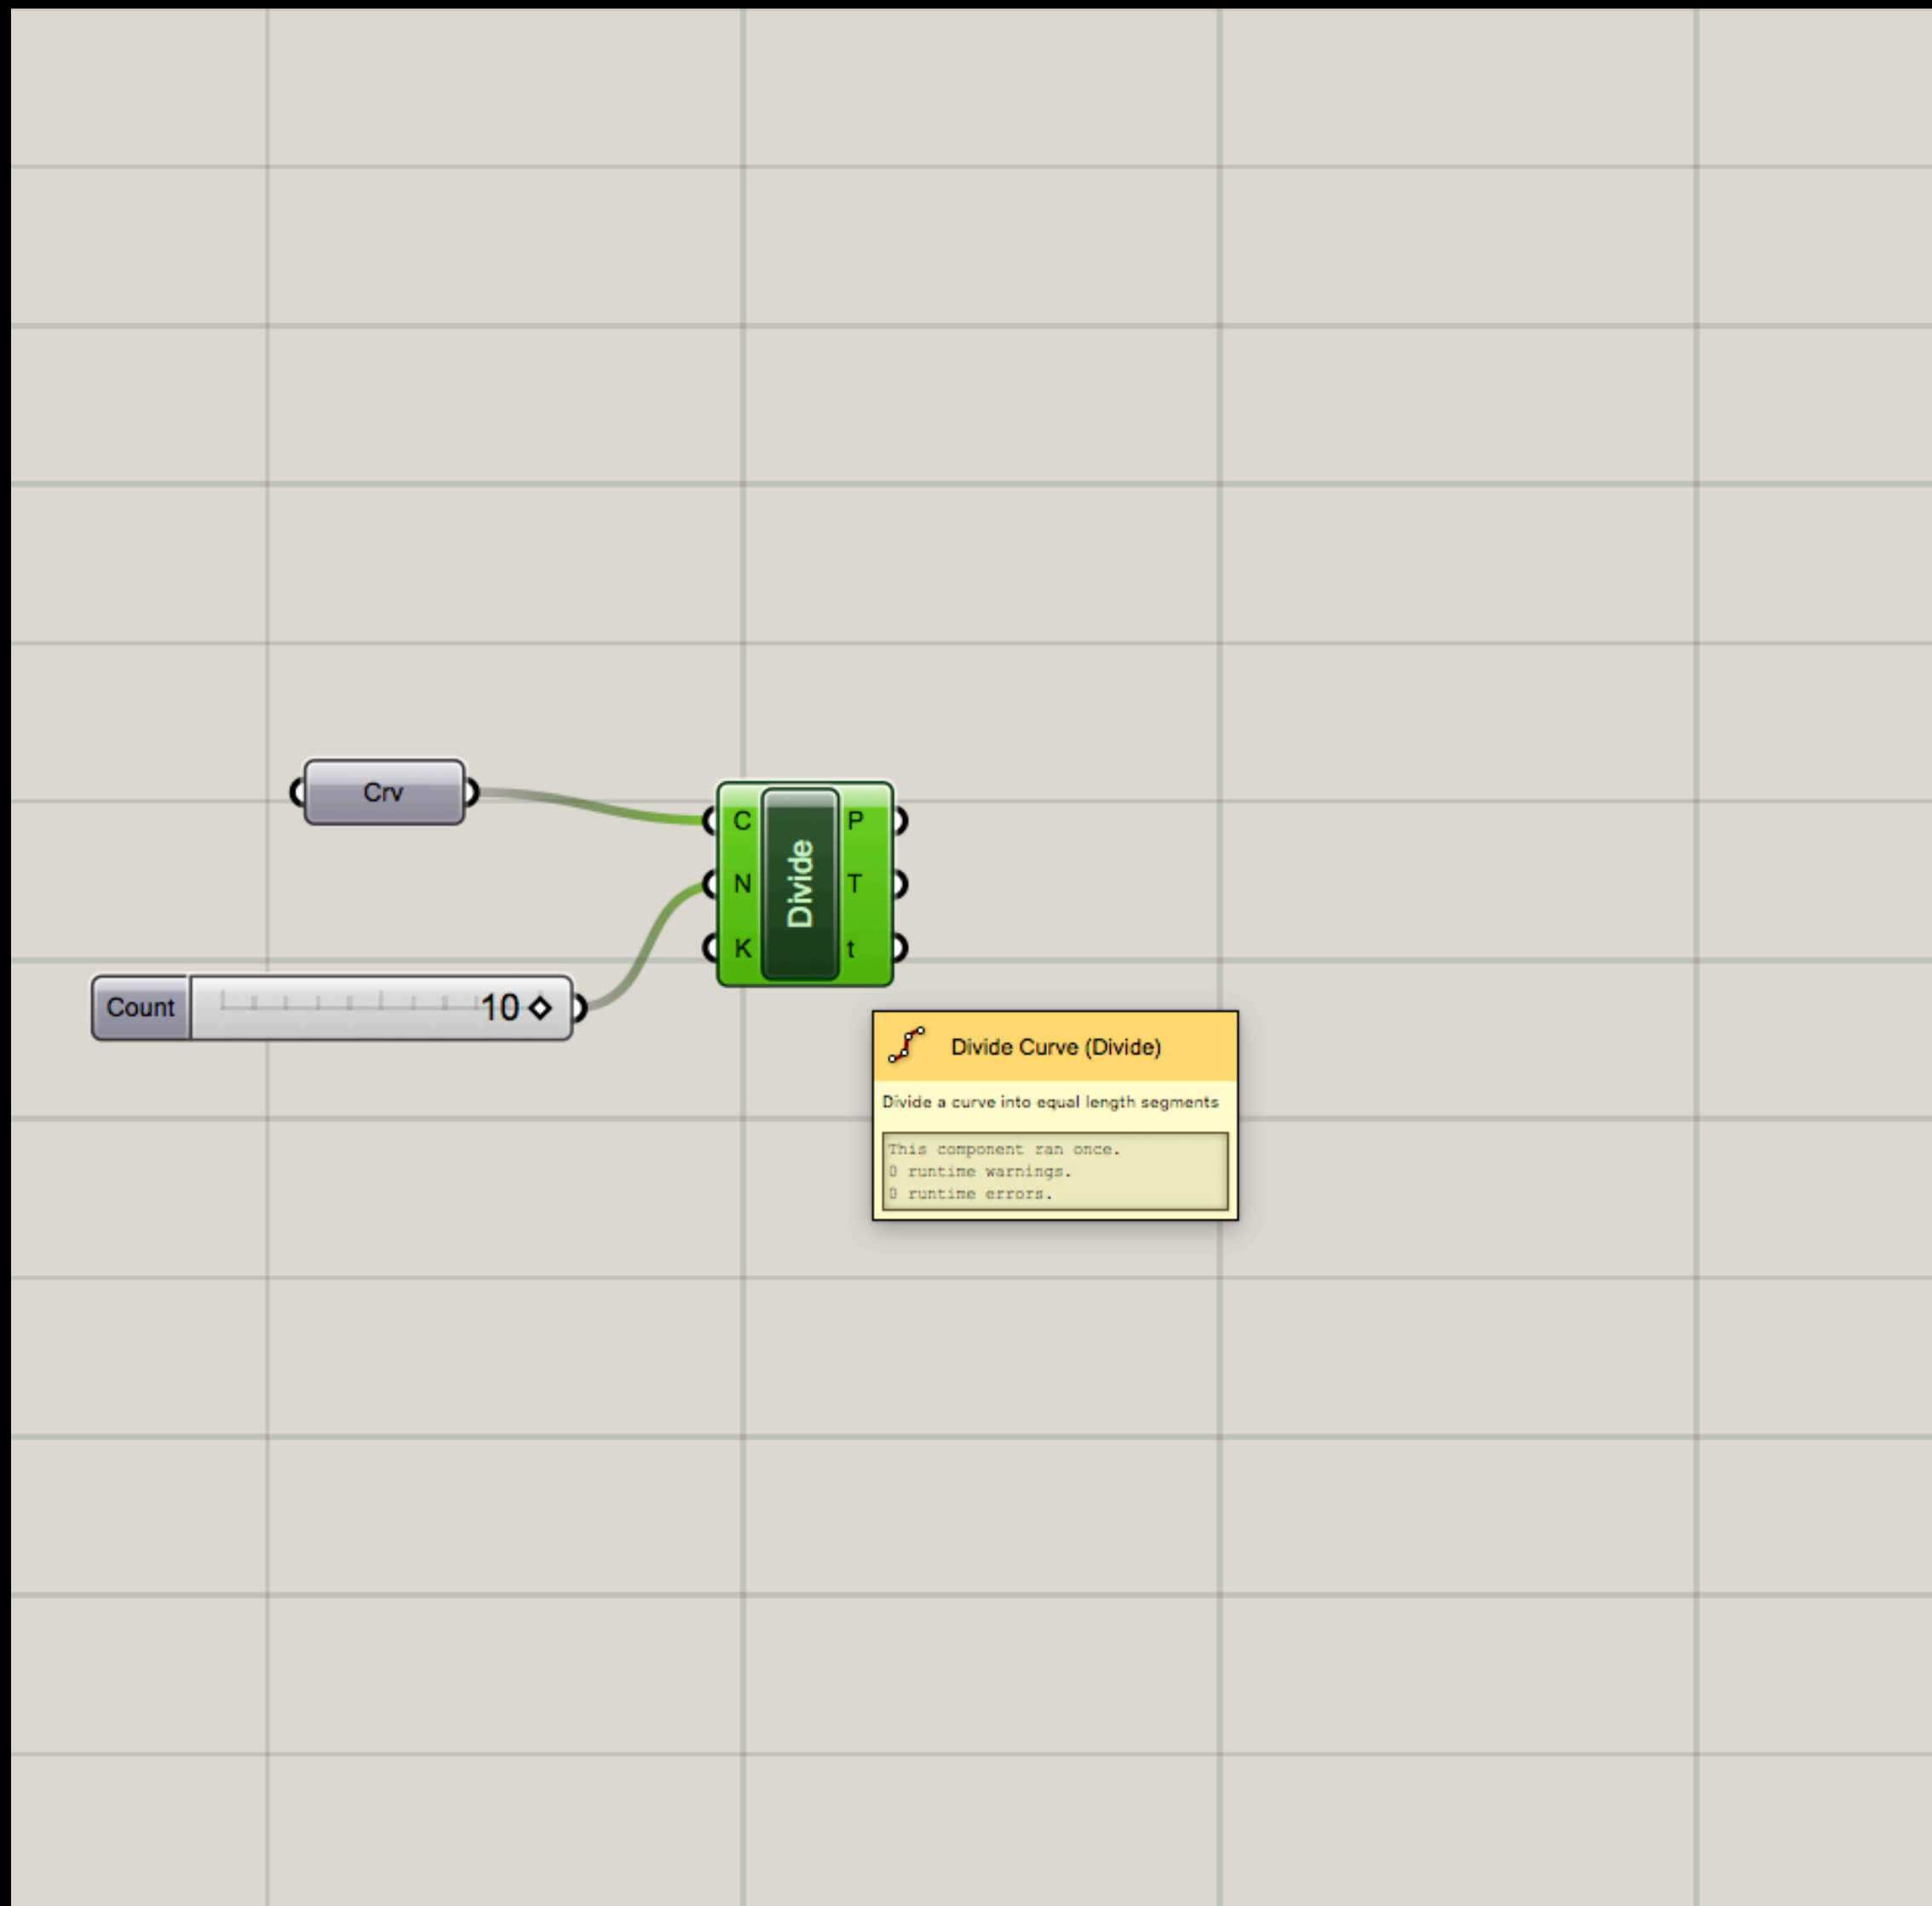 Crv
C
P
N
Divide
T
K
t
Count
10
Divide Curve (Divide)
Divide a curve into equal length segments
This component ran once.
0 runtime warnings.
0 runtime errors.